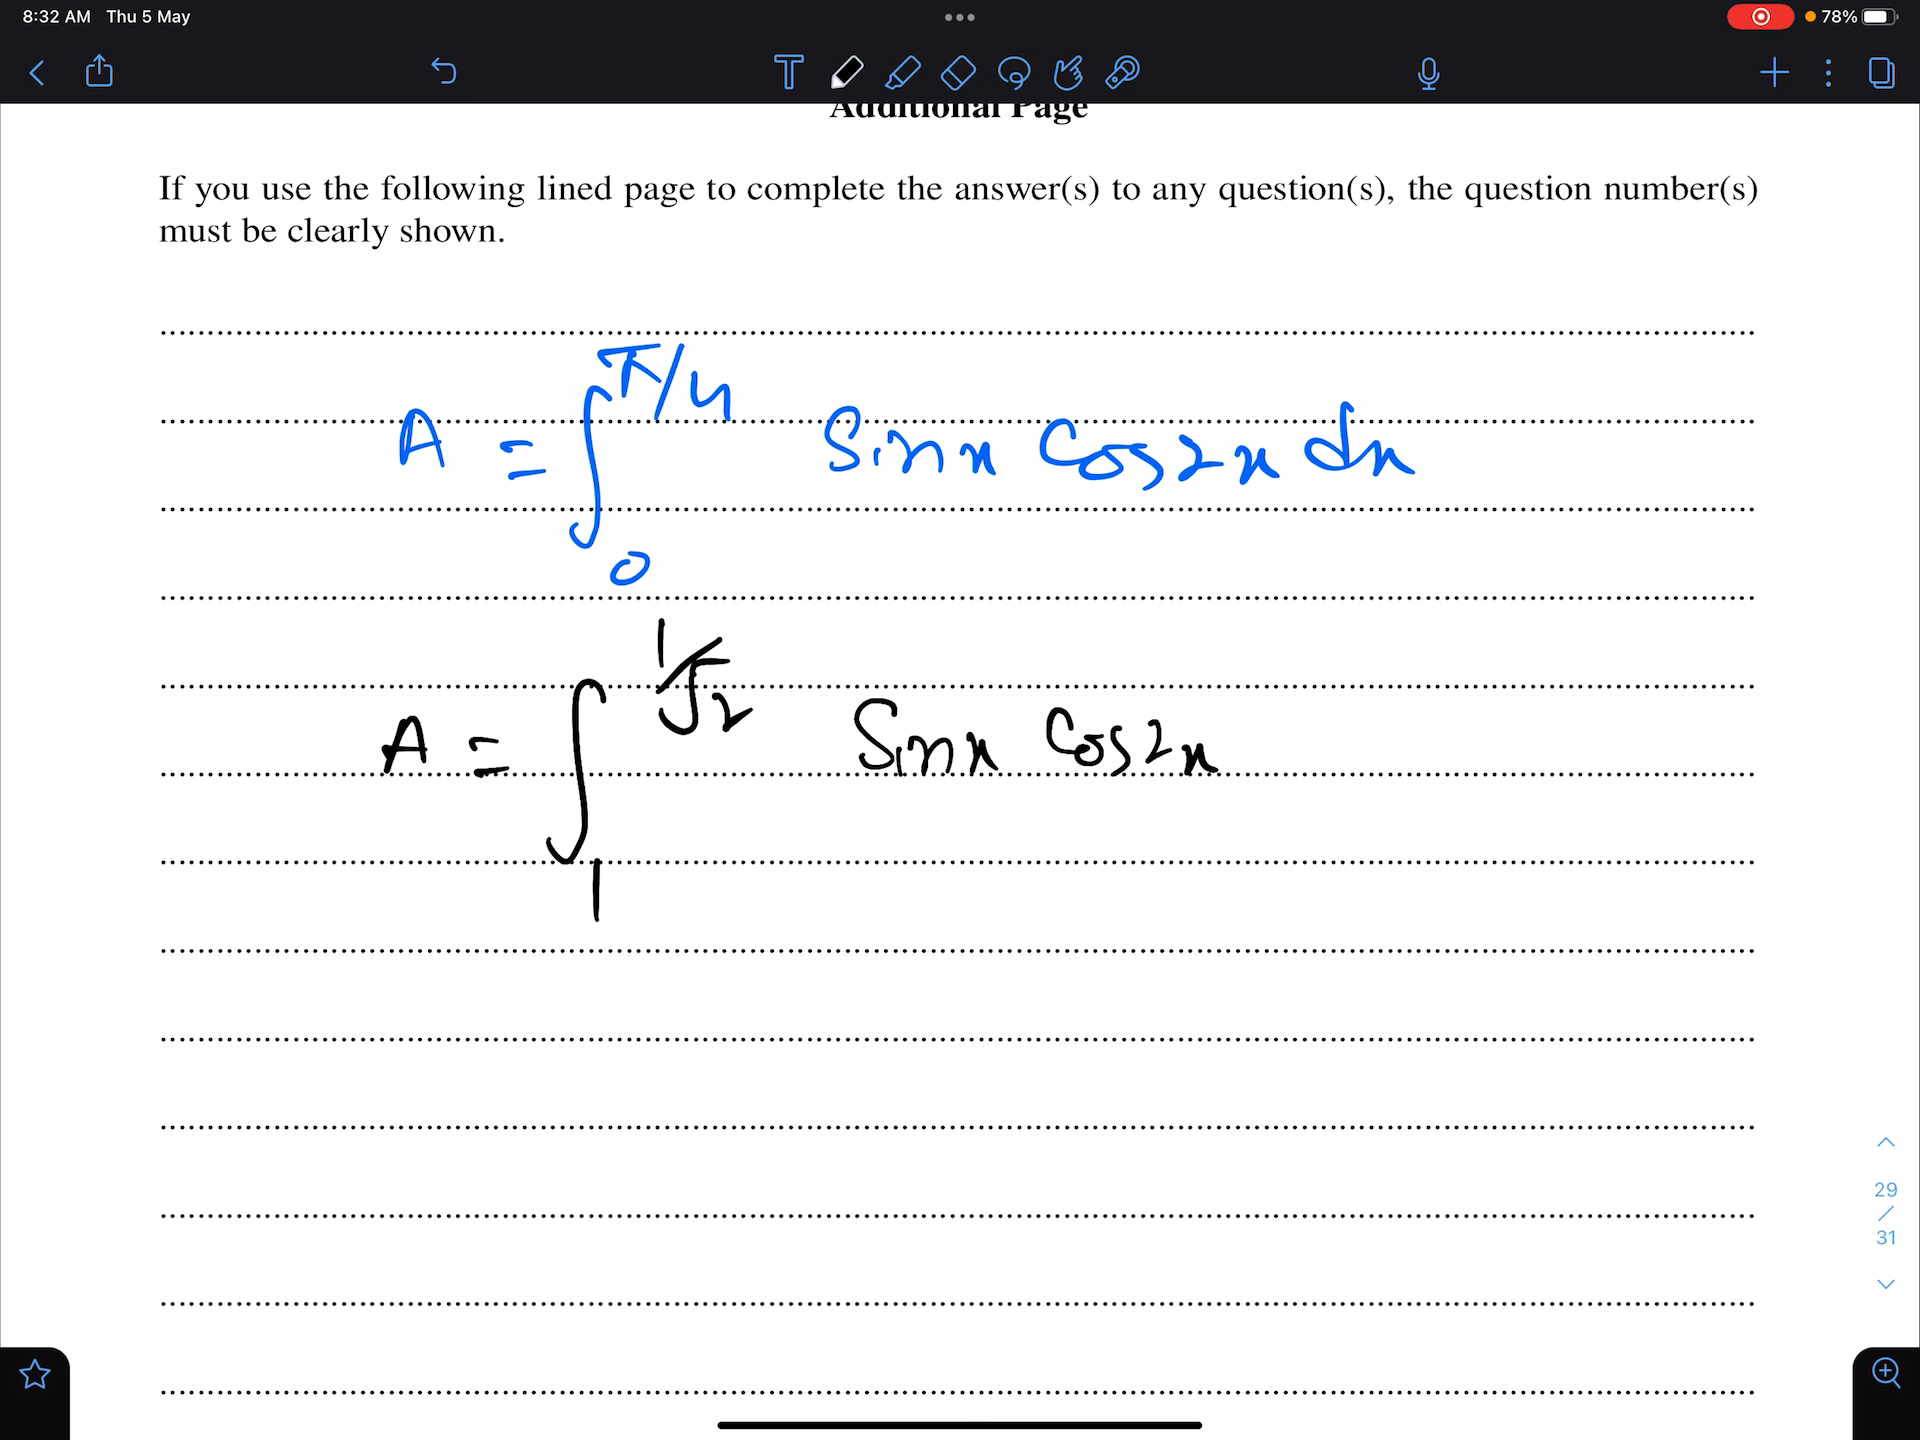 8:32 AM Thu 5 May
78%
Additional Page
If you use the following lined page to complete the answer(s) to any question(s), the question number(s)
must be clearly shown.
A = ∫₀^{π/4} Sinx Cos2x dx
A = ∫₁^{1/√2} Sinx Cos2x
29
/
31